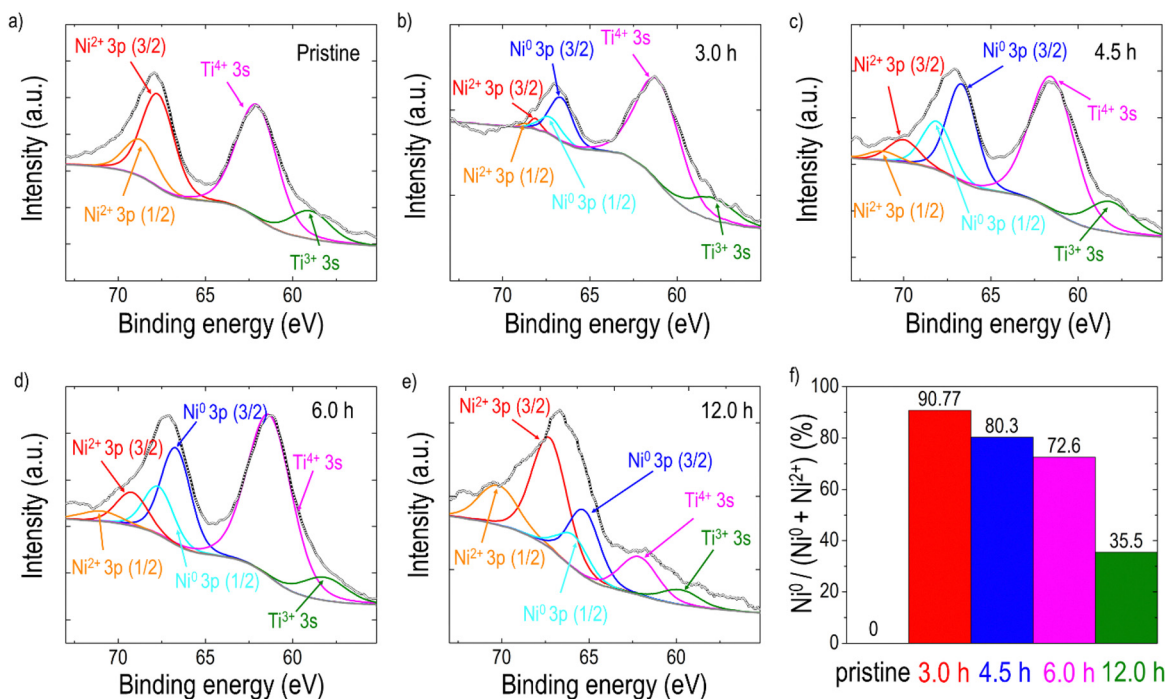 a)
Pristine
Ni²⁺ 3p (3/2)
Ti⁴⁺ 3s
Ni²⁺ 3p (1/2)
Ti³⁺ 3s
Intensity (a.u.)
70 65 60
Binding energy (eV)
b)
3.0 h
Ti⁴⁺ 3s
Ni⁰ 3p (3/2)
Ni²⁺ 3p (3/2)
Ni²⁺ 3p (1/2)
Ni⁰ 3p (1/2)
Ti³⁺ 3s
Intensity (a.u.)
70 65 60
Binding energy (eV)
c)
4.5 h
Ni⁰ 3p (3/2)
Ni²⁺ 3p (3/2)
Ti⁴⁺ 3s
Ni²⁺ 3p (1/2)
Ni⁰ 3p (1/2)
Ti³⁺ 3s
Intensity (a.u.)
70 65 60
Binding energy (eV)
d)
6.0 h
Ni⁰ 3p (3/2)
Ni²⁺ 3p (3/2)
Ti⁴⁺ 3s
Ni²⁺ 3p (1/2)
Ni⁰ 3p (1/2)
Ti³⁺ 3s
Intensity (a.u.)
70 65 60
Binding energy (eV)
e)
12.0 h
Ni²⁺ 3p (3/2)
Ni⁰ 3p (3/2)
Ti⁴⁺ 3s
Ti³⁺ 3s
Ni²⁺ 3p (1/2)
Ni⁰ 3p (1/2)
Intensity (a.u.)
70 65 60
Binding energy (eV)
f)
Ni⁰ / (Ni⁰ + Ni²⁺) (%)
100
80
60
40
20
0
0
90.77
80.3
72.6
35.5
pristine 3.0 h 4.5 h 6.0 h 12.0 h